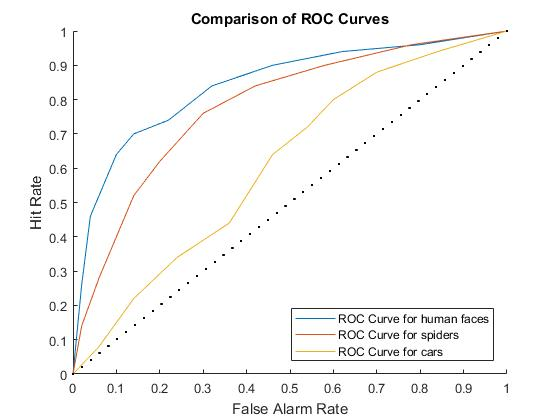 Comparison of ROC Curves
1
0.9
0.8
0.7
0.6
0.5
0.4
0.3
0.2
0.1
0
Hit Rate
ROC Curve for human faces
ROC Curve for spiders
ROC Curve for cars
0 0.1 0.2 0.3 0.4 0.5 0.6 0.7 0.8 0.9 1
False Alarm Rate